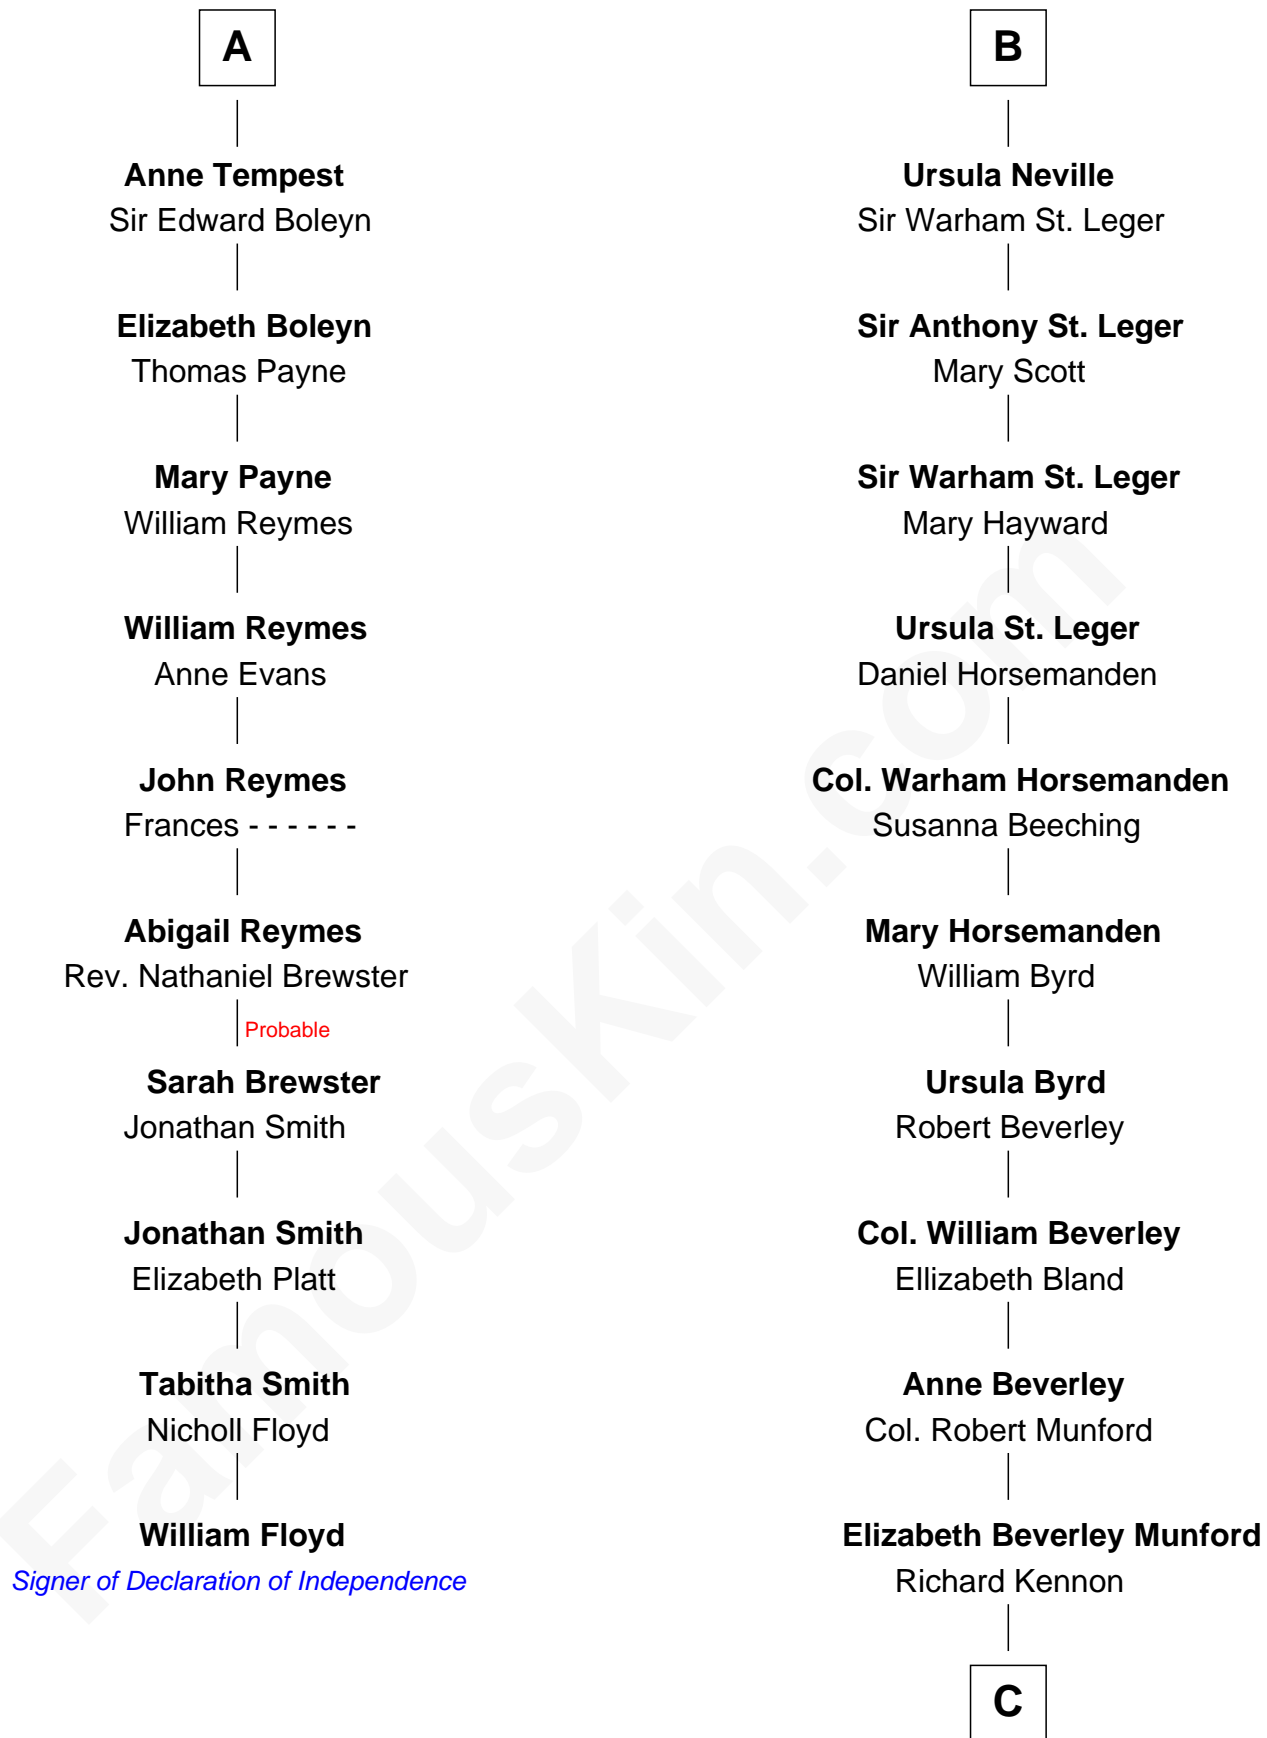 A
Anne Tempest
Sir Edward Boleyn
Elizabeth Boleyn
Thomas Payne
Mary Payne
William Reymes
William Reymes
Anne Evans
John Reymes
Frances - - - - - -
Abigail Reymes
Rev. Nathaniel Brewster
Probable
Sarah Brewster
Jonathan Smith
Jonathan Smith
Elizabeth Platt
Tabitha Smith
Nicholl Floyd
William Floyd
Signer of Declaration of Independence
B
Ursula Neville
Sir Warham St. Leger
Sir Anthony St. Leger
Mary Scott
Sir Warham St. Leger
Mary Hayward
Ursula St. Leger
Daniel Horsemanden
Col. Warham Horsemanden
Susanna Beeching
Mary Horsemanden
William Byrd
Ursula Byrd
Robert Beverley
Col. William Beverley
Ellizabeth Bland
Anne Beverley
Col. Robert Munford
Elizabeth Beverley Munford
Richard Kennon
C
FamousKin.com